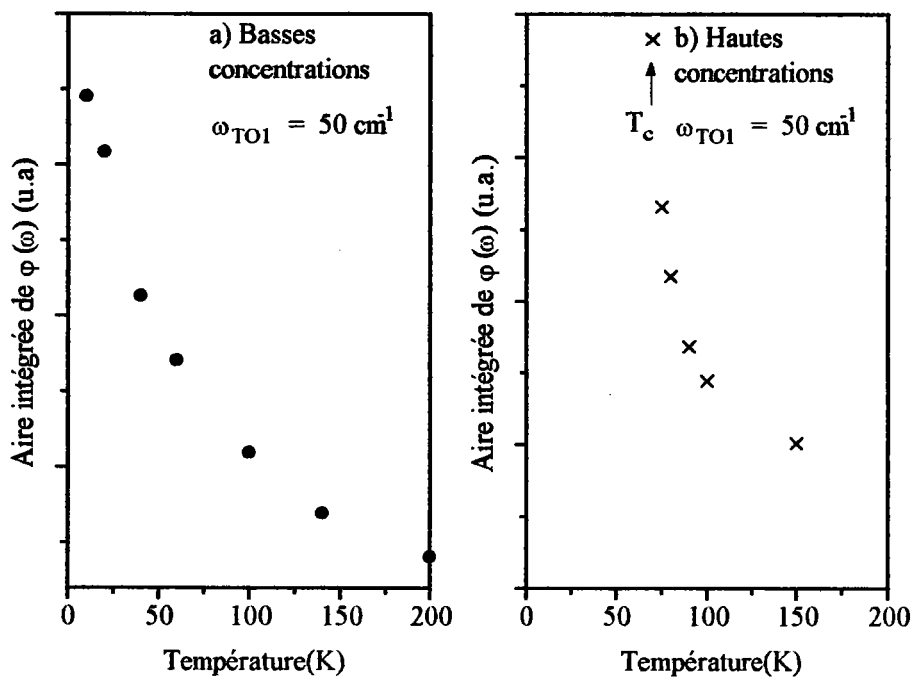 a) Basses
concentrations
ω_TO1 = 50 cm^-1
Aire intégrée de φ(ω) (u.a)
0 50 100 150 200
Température(K)
b) Hautes
concentrations
T_c ω_TO1 = 50 cm^-1
Aire intégrée de φ(ω) (u.a.)
0 50 100 150 200
Température(K)